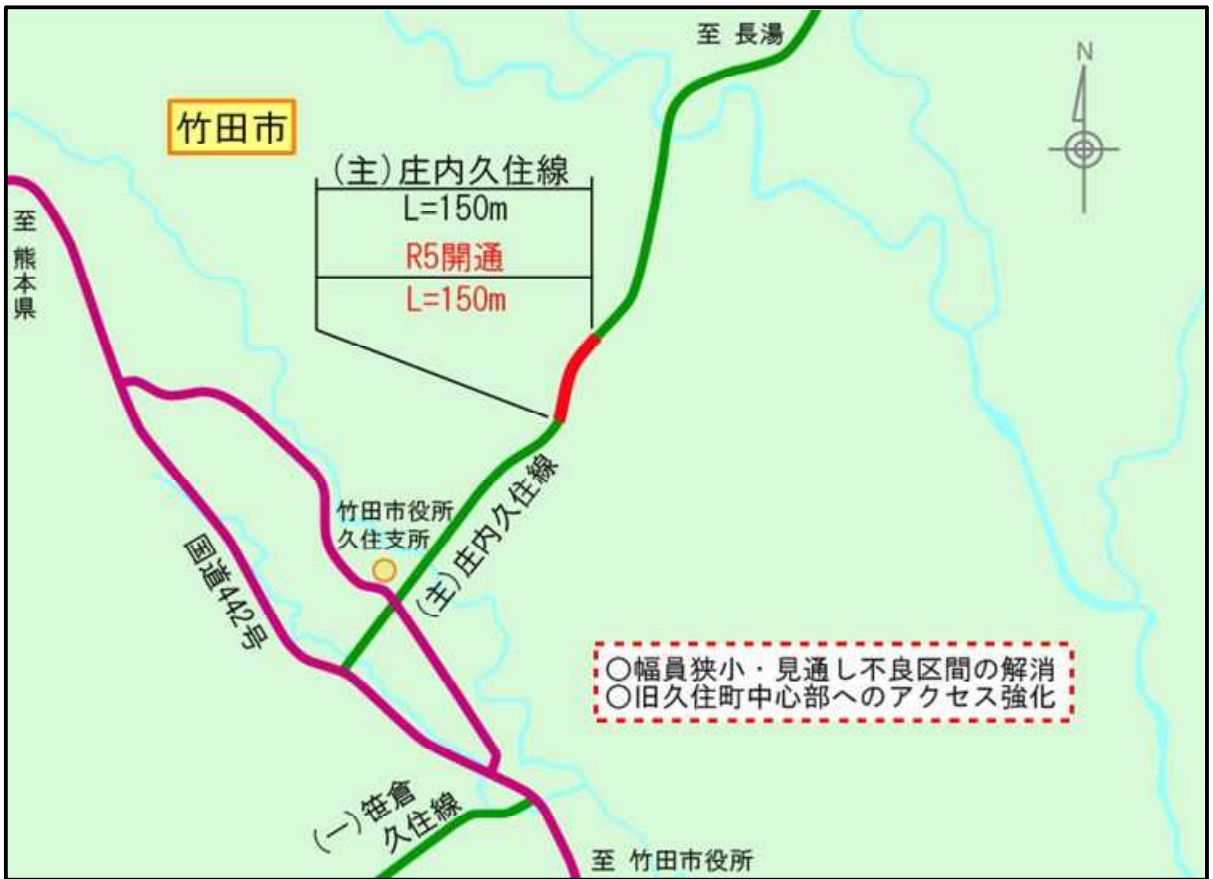 至 長湯
N
竹田市
(主)庄内久住線
L=150m
R5開通
L=150m
至 熊本県
竹田市役所
久住支所
(主)庄内久住線
国道442号
○幅員狭小・見通し不良区間の解消
○旧久住町中心部へのアクセス強化
(一)笹倉
久住線
至 竹田市役所